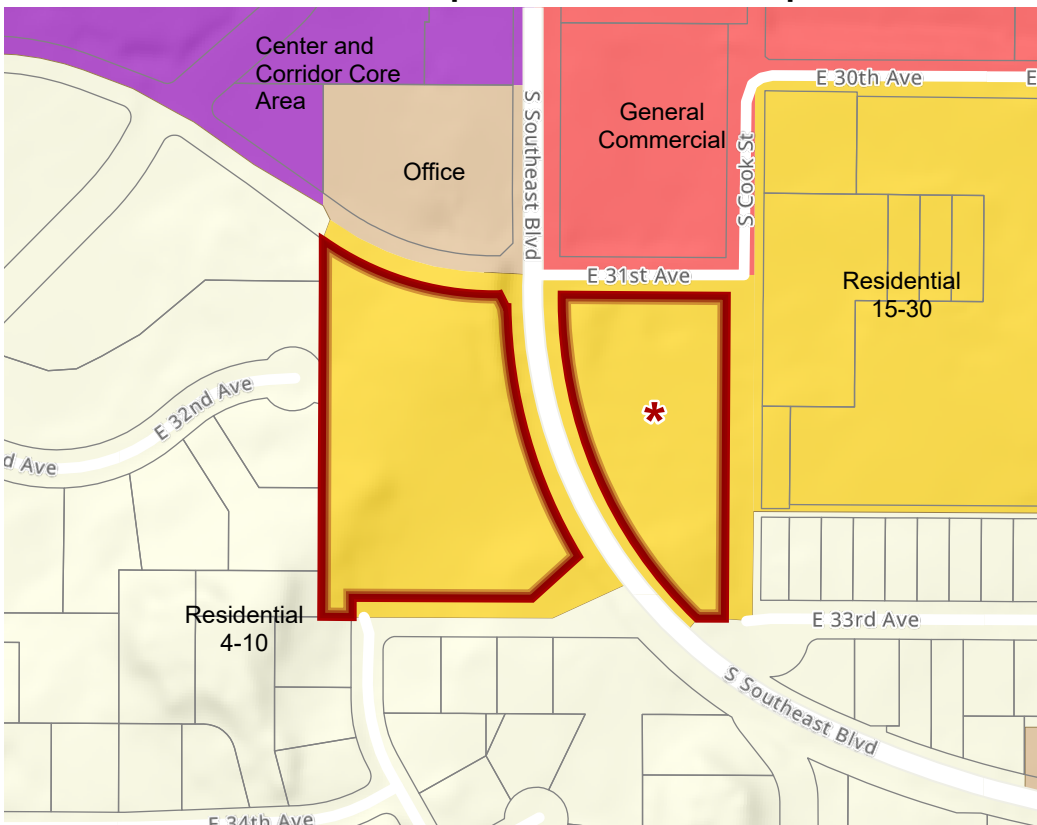 Center and
Corridor Core
Area
E 30th Ave
E
General
Commercial
S Southeast Blvd
S Cook St
Office
E 31st Ave
Residential
15-30
E 32nd Ave
*
d Ave
Residential
4-10
E 33rd Ave
S Southeast Blvd
E 34th Ave